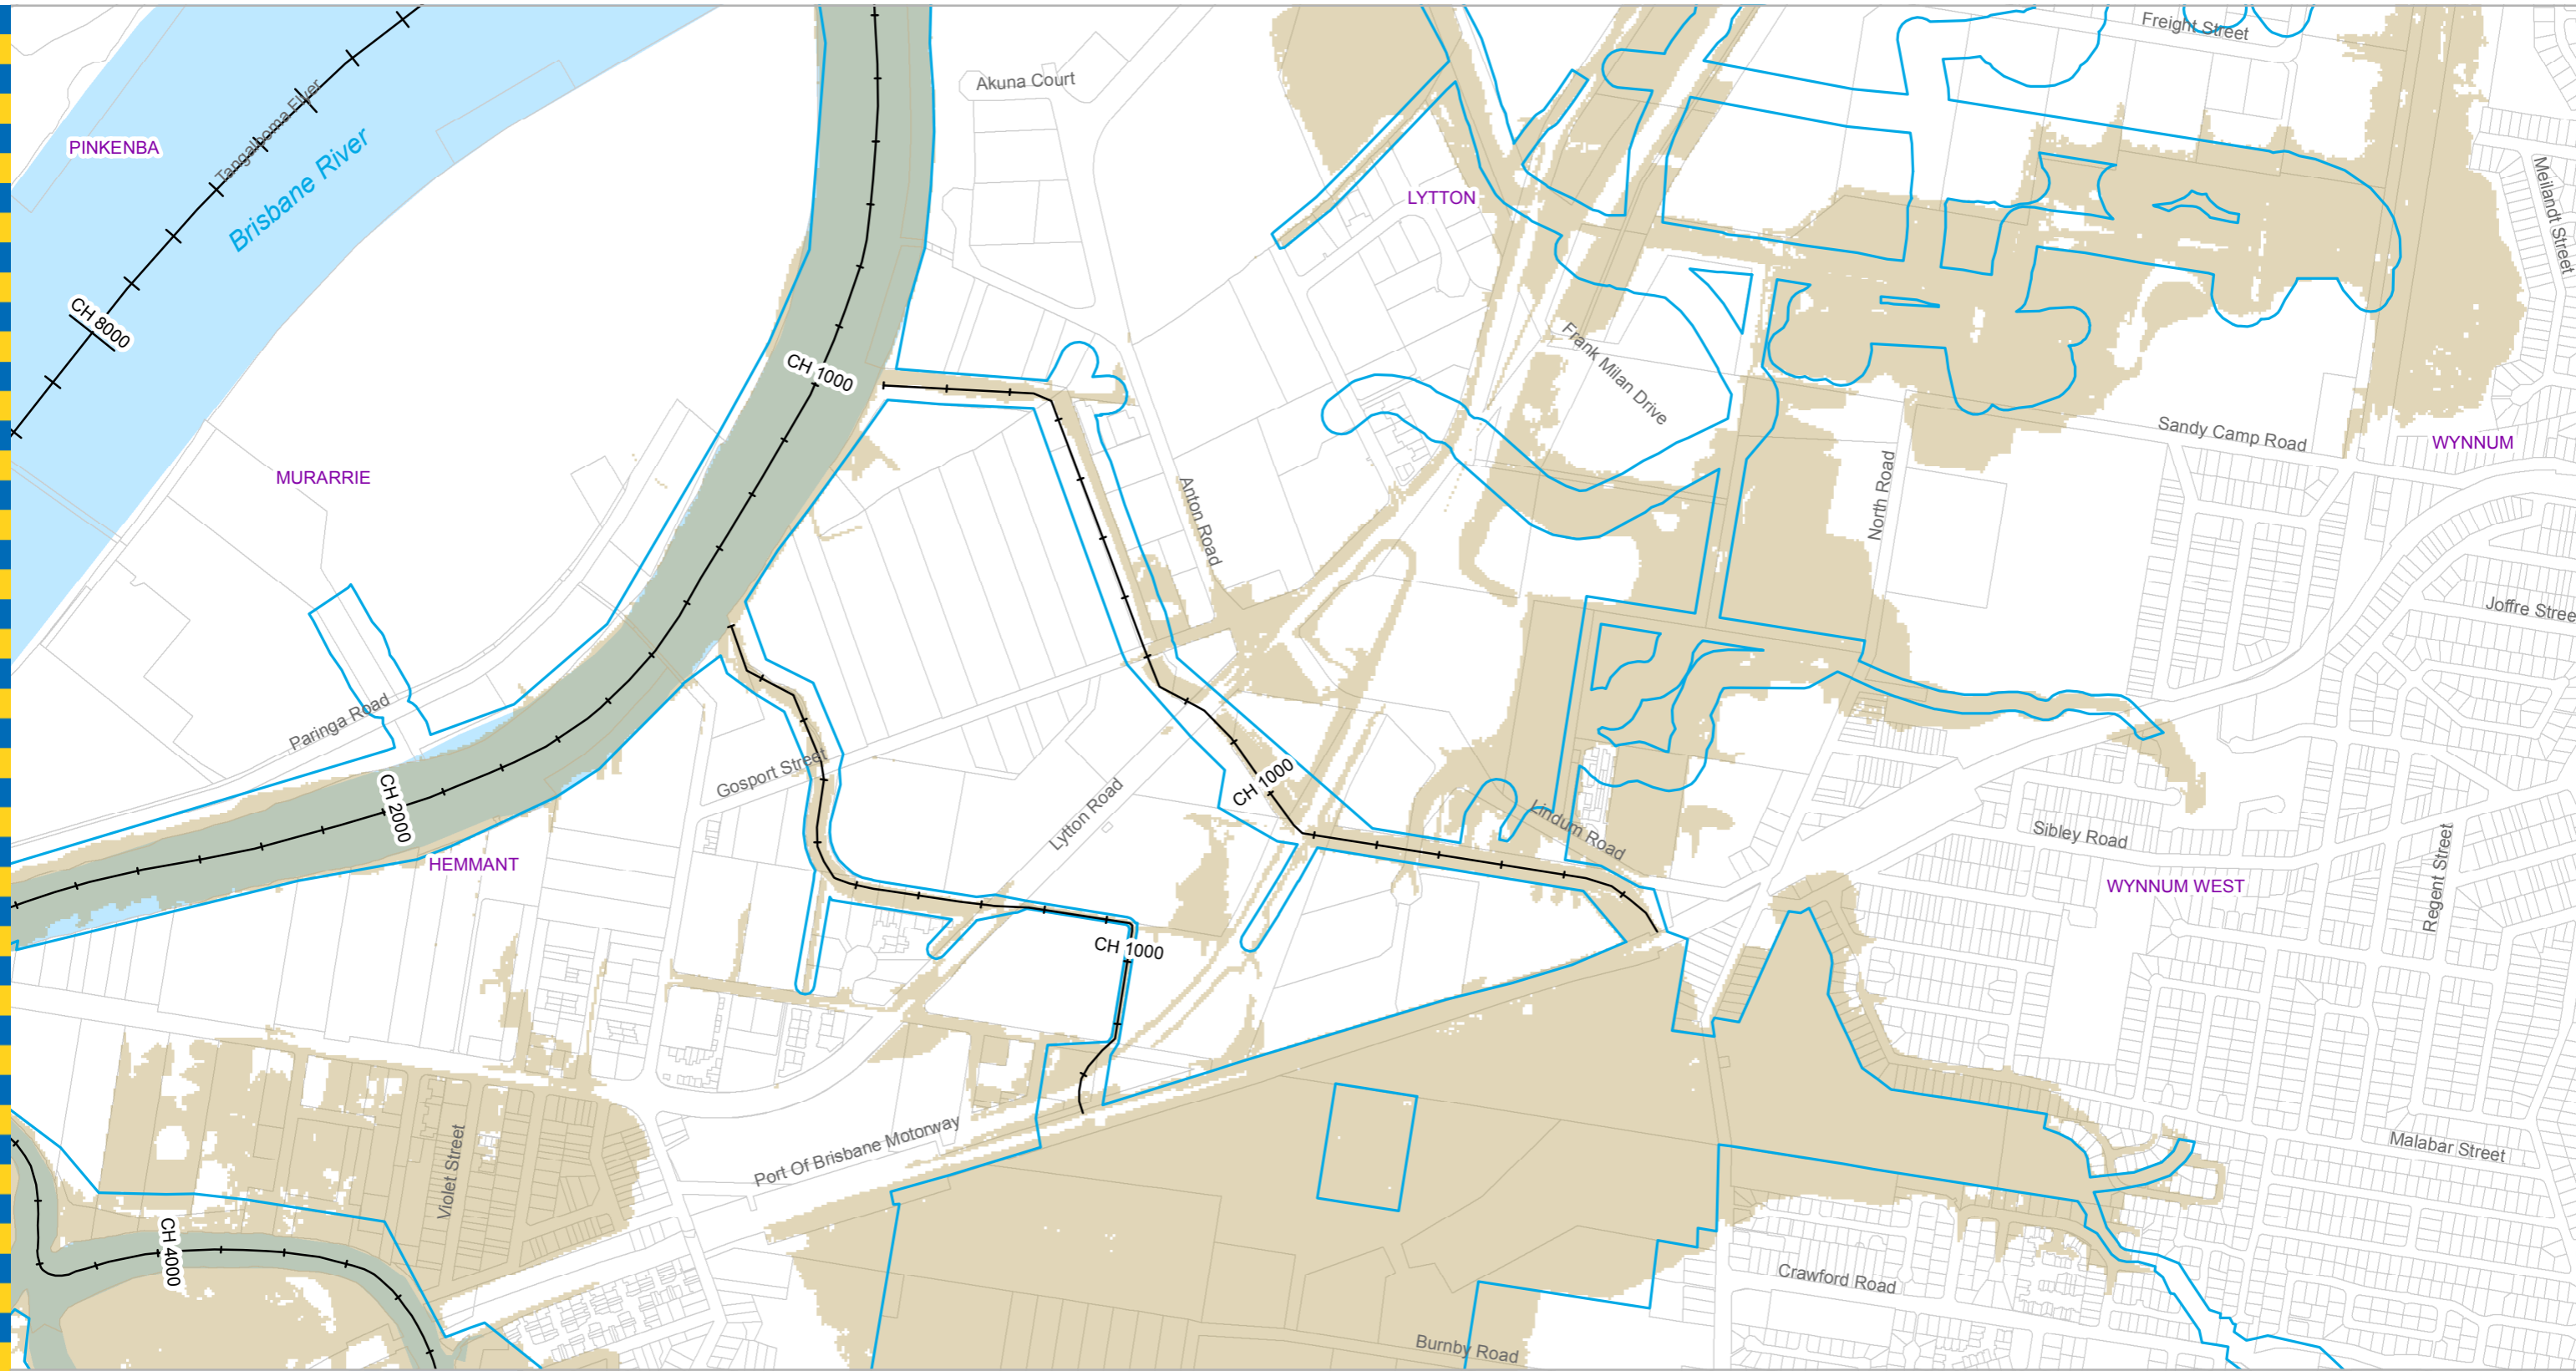 Freight Street
Akuna Court
Tangalooma Flyer
PINKENBA
Brisbane River
LYTTON
Meilandt Street
CH 8000
CH 1000
Frank Milan Drive
Sandy Camp Road
WYNNUM
MURARRIE
North Road
Anton Road
Joffre Stree
Paringa Road
Gosport Street
CH 1000
CH 2000
Lytton Road
Lindum Road
Sibley Road
Regent Street
HEMMANT
WYNNUM WEST
CH 1000
Violet Street
Port Of Brisbane Motorway
Malabar Street
CH 4000
Crawford Road
Burnby Road